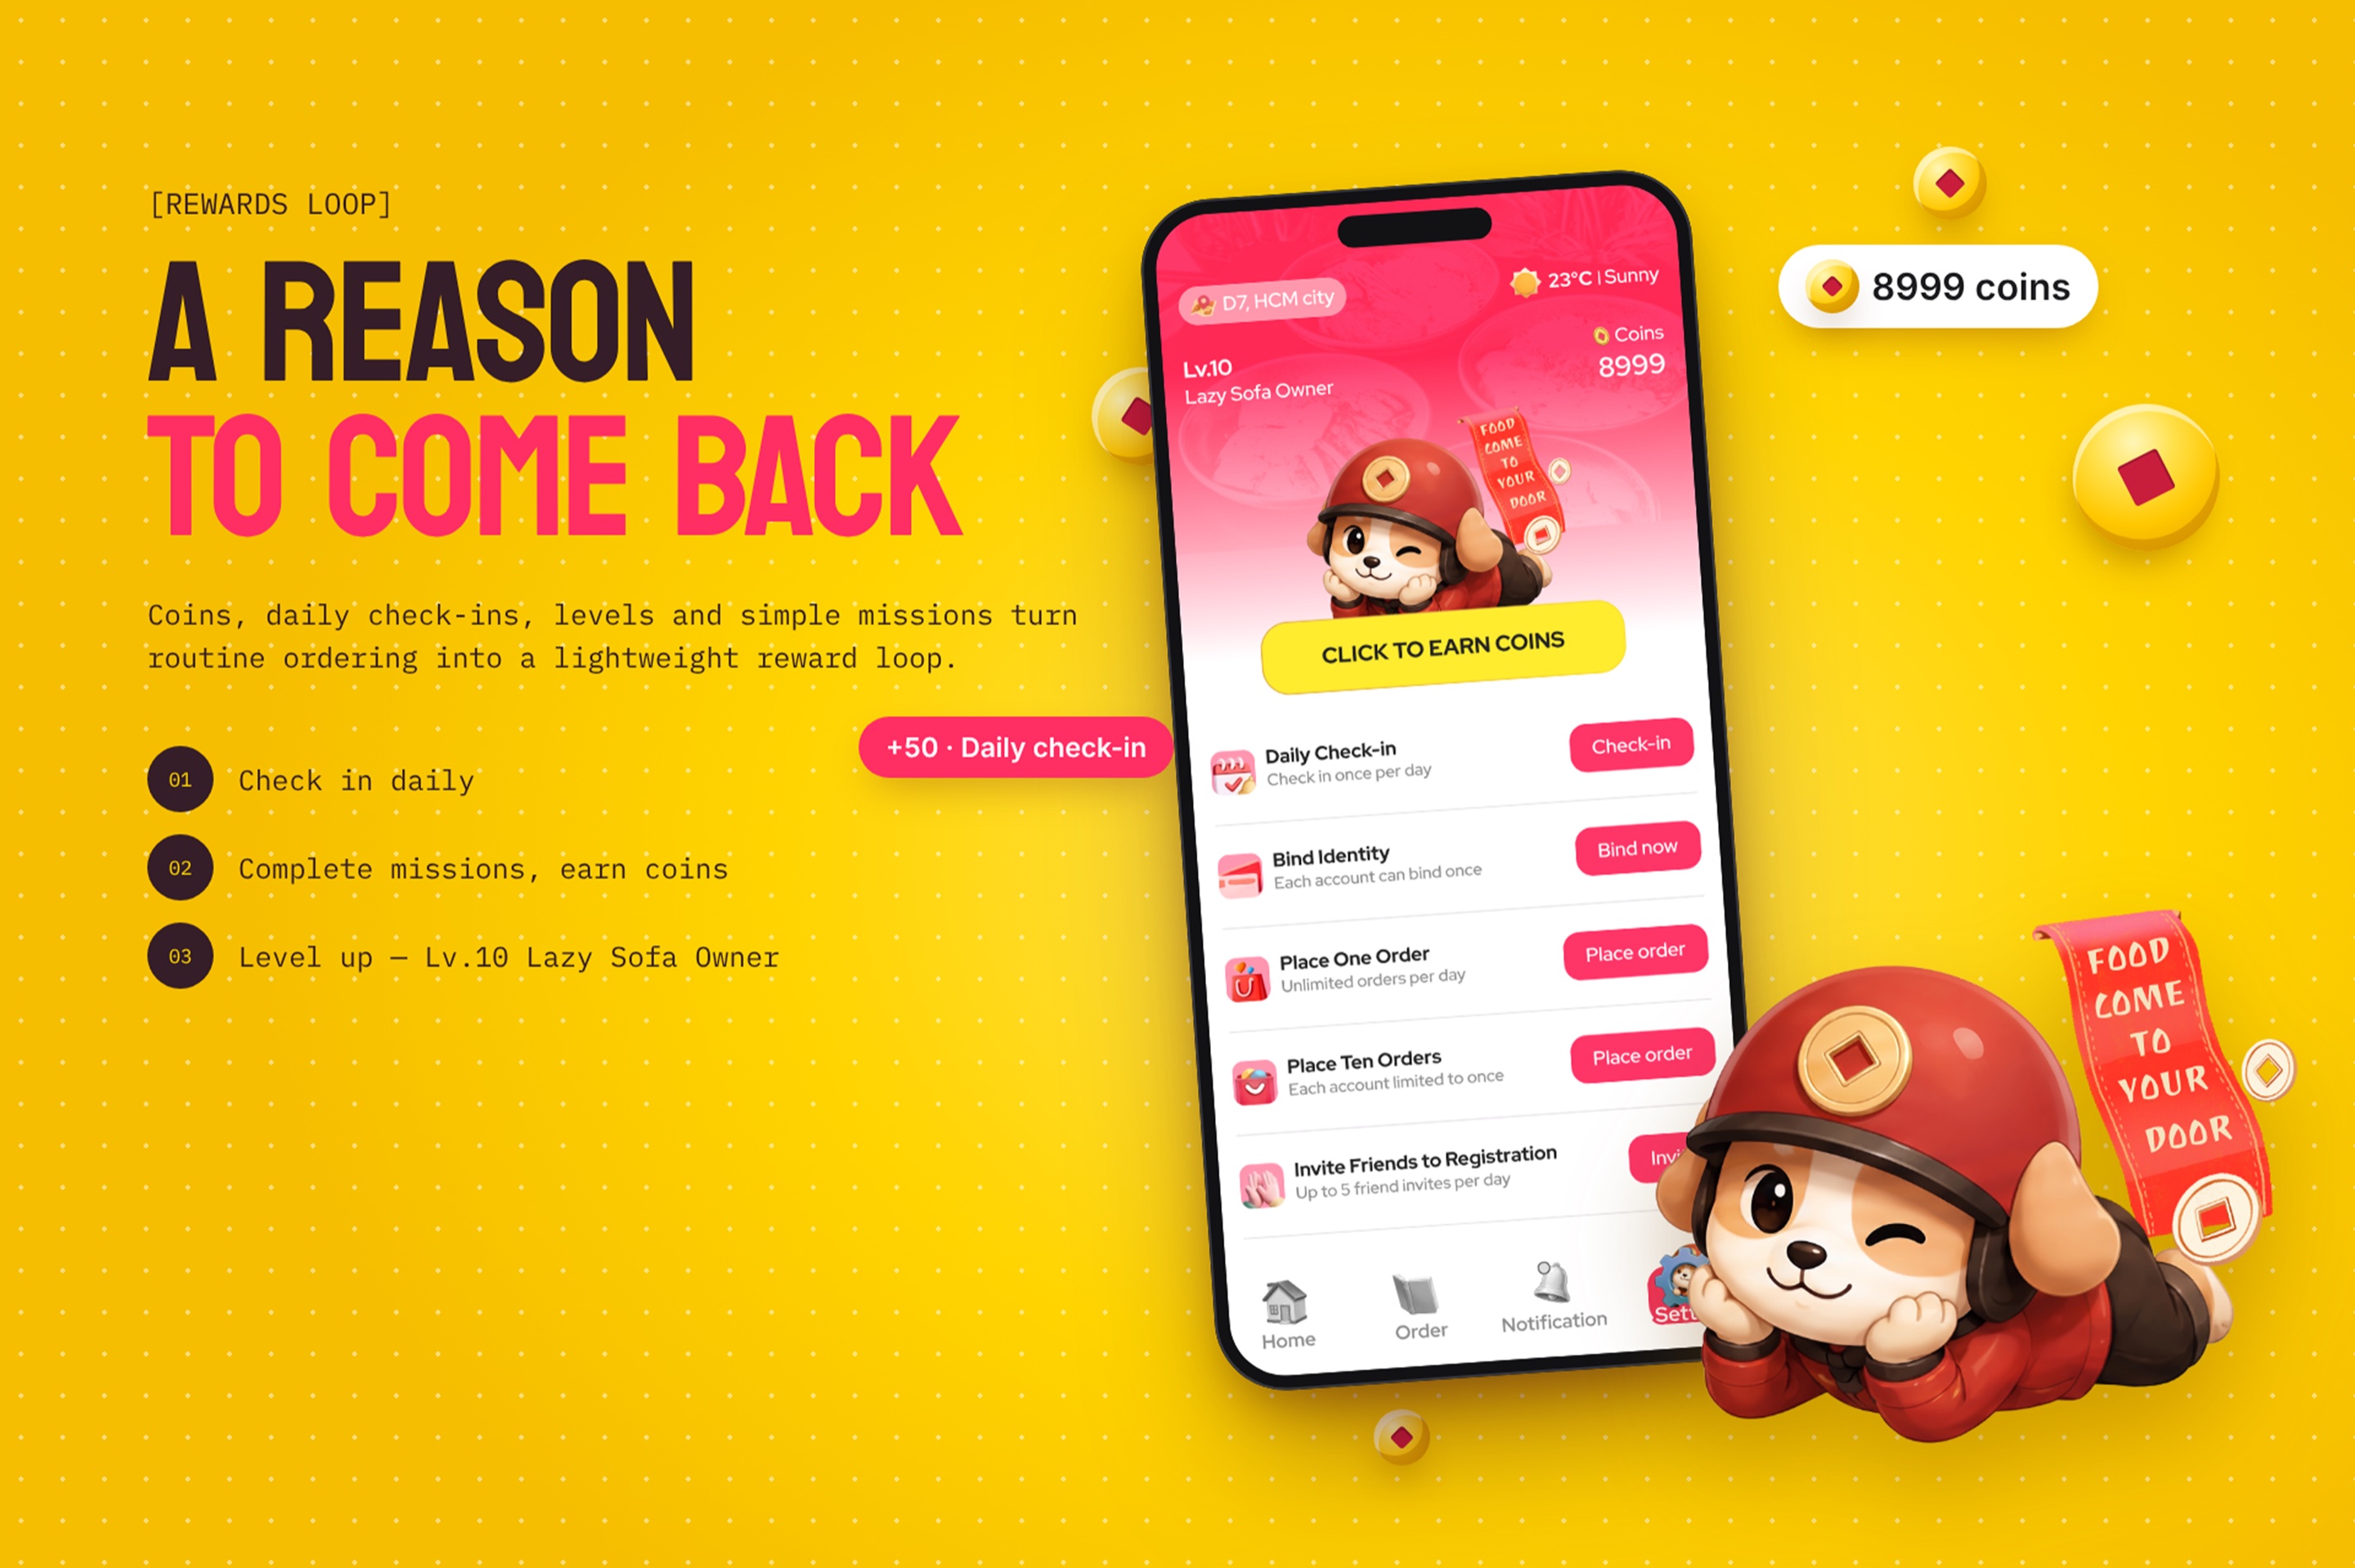 [REWARDS LOOP]
A REASON
TO COME BACK
Coins, daily check-ins, levels and simple missions turn
routine ordering into a lightweight reward loop.
01 Check in daily
02 Complete missions, earn coins
03 Level up — Lv.10 Lazy Sofa Owner
+50 · Daily check-in
D7, HCM city
23°C | Sunny
Lv.10
Lazy Sofa Owner
Coins
8999
FOOD
COME
TO
YOUR
DOOR
CLICK TO EARN COINS
Daily Check-in
Check in once per day
Check-in
Bind Identity
Each account can bind once
Bind now
Place One Order
Unlimited orders per day
Place order
Place Ten Orders
Each account limited to once
Place order
Invite Friends to Registration
Up to 5 friend invites per day
Home
Order
Notification
8999 coins
FOOD
COME
TO
YOUR
DOOR